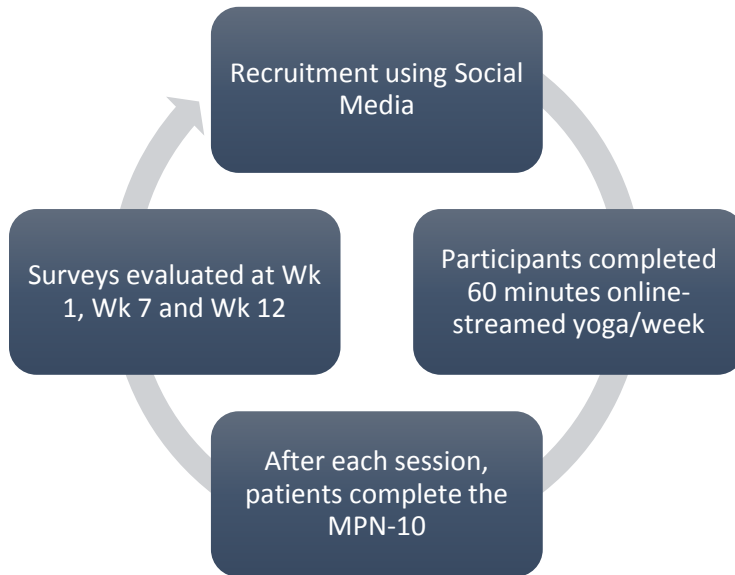 Recruitment using Social
Media
Participants completed
60 minutes online-
streamed yoga/week
After each session,
patients complete the
MPN-10
Surveys evaluated at Wk
1, Wk 7 and Wk 12